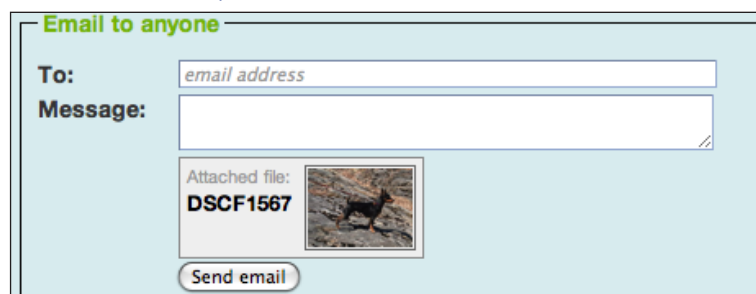 Email to anyone
To: email address
Message:
Attached file:
DSCF1567
Send email